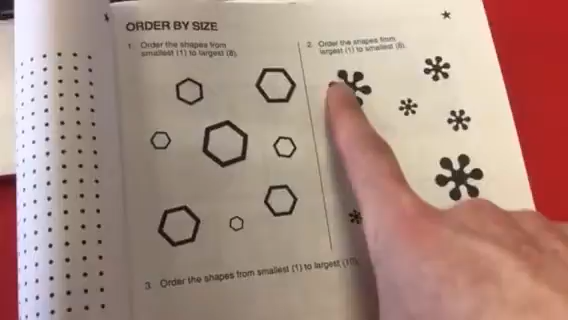 ORDER BY SIZE
1. Order the shapes from
smallest (1) to largest (8).
2. Order the shapes from
largest (1) to smallest (8).
3. Order the shapes from smallest (1) to largest